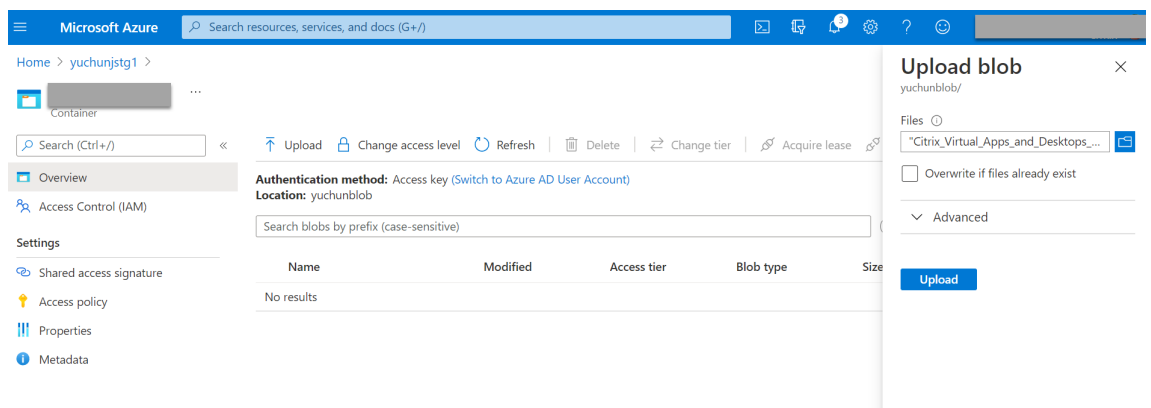 Microsoft Azure
Search resources, services, and docs (G+/)
3
Home > yuchunjstg1 >
...
Container
Search (Ctrl+/)
«
Overview
Access Control (IAM)
Settings
Shared access signature
Access policy
Properties
Metadata
Upload Change access level Refresh Delete Change tier Acquire lease
Authentication method: Access key (Switch to Azure AD User Account)
Location: yuchunblob
Search blobs by prefix (case-sensitive)
Name Modified Access tier Blob type Size
No results
Upload blob
yuchunblob/
Files
"Citrix_Virtual_Apps_and_Desktops_...
Overwrite if files already exist
Advanced
Upload